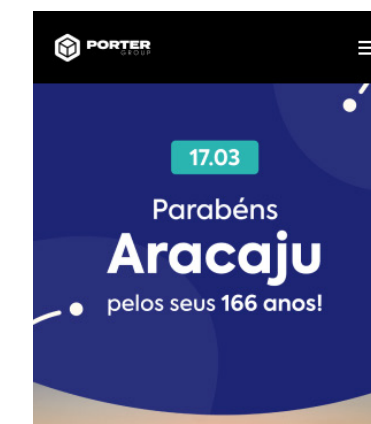 PORTER
GROUP
17.03
Parabéns
Aracaju
pelos seus 166 anos!